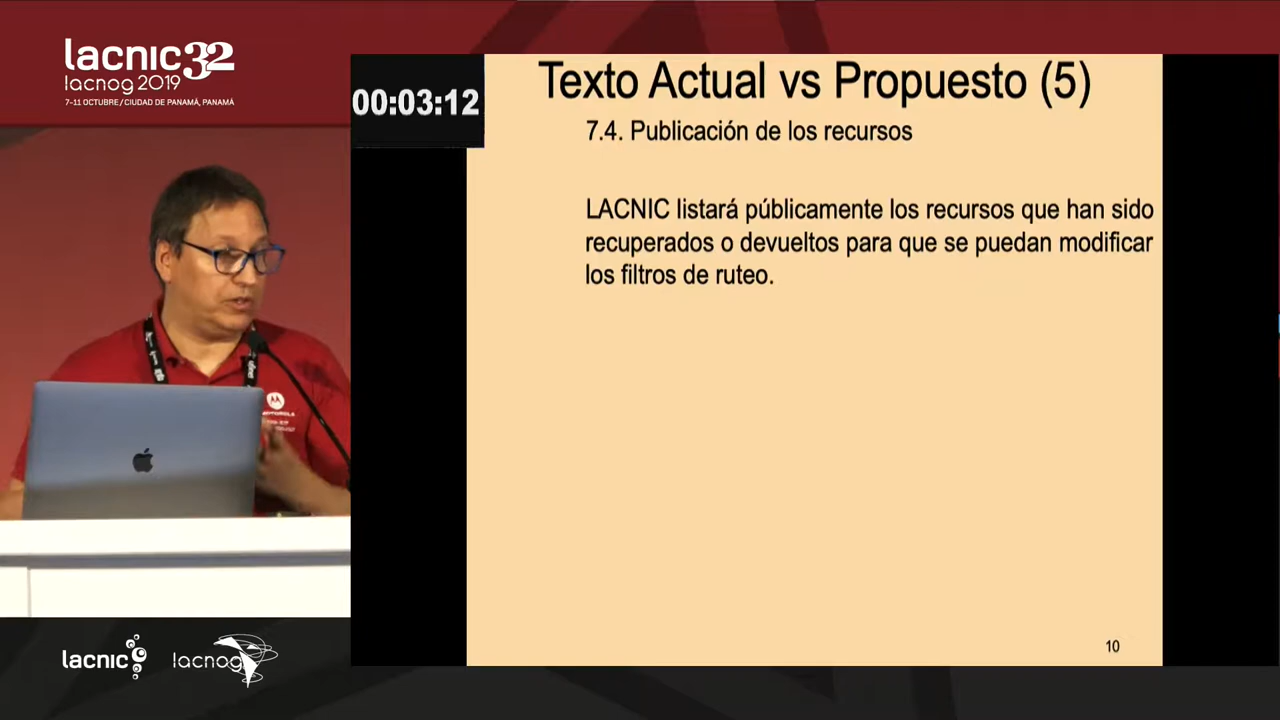 lacnic32
lacnog 2019
7-11 OCTUBRE / CIUDAD DE PANAMÁ, PANAMÁ
00:03:12
Texto Actual vs Propuesto (5)
7.4. Publicación de los recursos
LACNIC listará públicamente los recursos que han sido
recuperados o devueltos para que se puedan modificar
los filtros de ruteo.
MOTOROLA
10
lacnic
lacnog